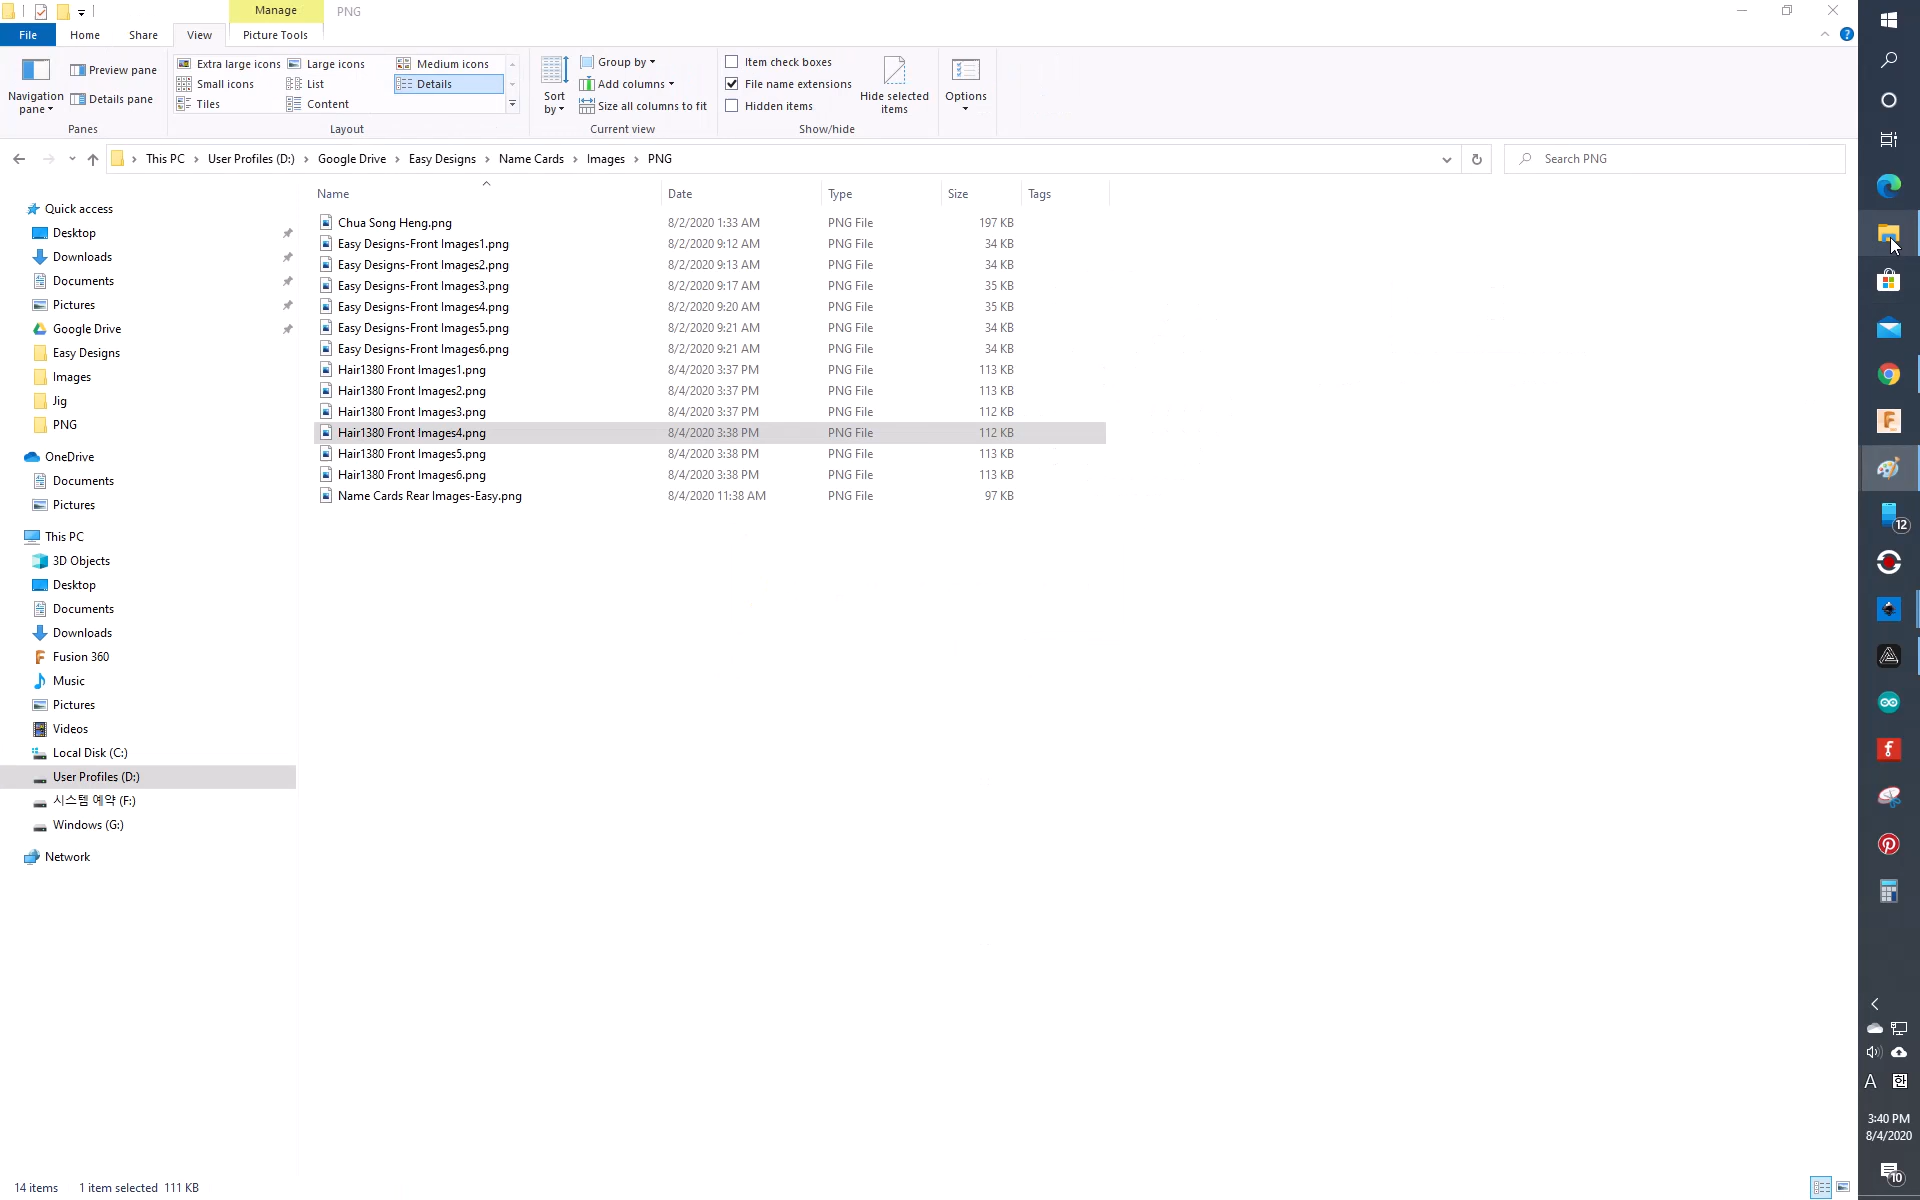 Manage
PNG
File
Home
Share
View
Picture Tools
Navigation pane
Preview pane
Details pane
Panes
Extra large icons
Large icons
Medium icons
Small icons
List
Details
Tiles
Content
Layout
Sort by
Group by
Add columns
Size all columns to fit
Current view
Item check boxes
File name extensions
Hidden items
Hide selected items
Show/hide
Options
This PC
User Profiles (D:)
Google Drive
Easy Designs
Name Cards
Images
PNG
Search PNG
Quick access
Desktop
Downloads
Documents
Pictures
Google Drive
Easy Designs
Images
Jig
PNG
OneDrive
Documents
Pictures
This PC
3D Objects
Desktop
Documents
Downloads
Fusion 360
Music
Pictures
Videos
Local Disk (C:)
User Profiles (D:)
시스템 예약 (F:)
Windows (G:)
Network
Name Date Type Size Tags
Chua Song Heng.png 8/2/2020 1:33 AM PNG File 197 KB
Easy Designs-Front Images1.png 8/2/2020 9:12 AM PNG File 34 KB
Easy Designs-Front Images2.png 8/2/2020 9:13 AM PNG File 34 KB
Easy Designs-Front Images3.png 8/2/2020 9:17 AM PNG File 35 KB
Easy Designs-Front Images4.png 8/2/2020 9:20 AM PNG File 35 KB
Easy Designs-Front Images5.png 8/2/2020 9:21 AM PNG File 34 KB
Easy Designs-Front Images6.png 8/2/2020 9:21 AM PNG File 34 KB
Hair1380 Front Images1.png 8/4/2020 3:37 PM PNG File 113 KB
Hair1380 Front Images2.png 8/4/2020 3:37 PM PNG File 113 KB
Hair1380 Front Images3.png 8/4/2020 3:37 PM PNG File 112 KB
Hair1380 Front Images4.png 8/4/2020 3:38 PM PNG File 112 KB
Hair1380 Front Images5.png 8/4/2020 3:38 PM PNG File 113 KB
Hair1380 Front Images6.png 8/4/2020 3:38 PM PNG File 113 KB
Name Cards Rear Images-Easy.png 8/4/2020 11:38 AM PNG File 97 KB
12
A 한
3:40 PM
8/4/2020
10
14 items 1 item selected 111 KB